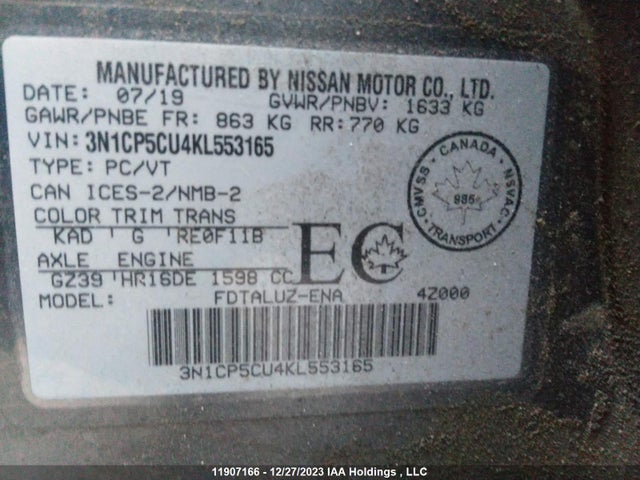 MANUFACTURED BY NISSAN MOTOR CO., LTD.
DATE: 07/19 GVWR/PNBV: 1633 KG
GAWR/PNBE FR: 863 KG RR: 770 KG
VIN: 3N1CP5CU4KL553165
TYPE: PC/VT
CAN ICES-2/NMB-2
COLOR TRIM TRANS
KAD ' G ' RE0F11B
AXLE ENGINE
GZ39 ' HR16DE 1598 CC
MODEL: FDTALUZ-ENA 4Z000
EC
CANADA
CMVSS NSVAC
985
TRANSPORT
3N1CP5CU4KL553165
11907166 - 12/27/2023 IAA Holdings , LLC